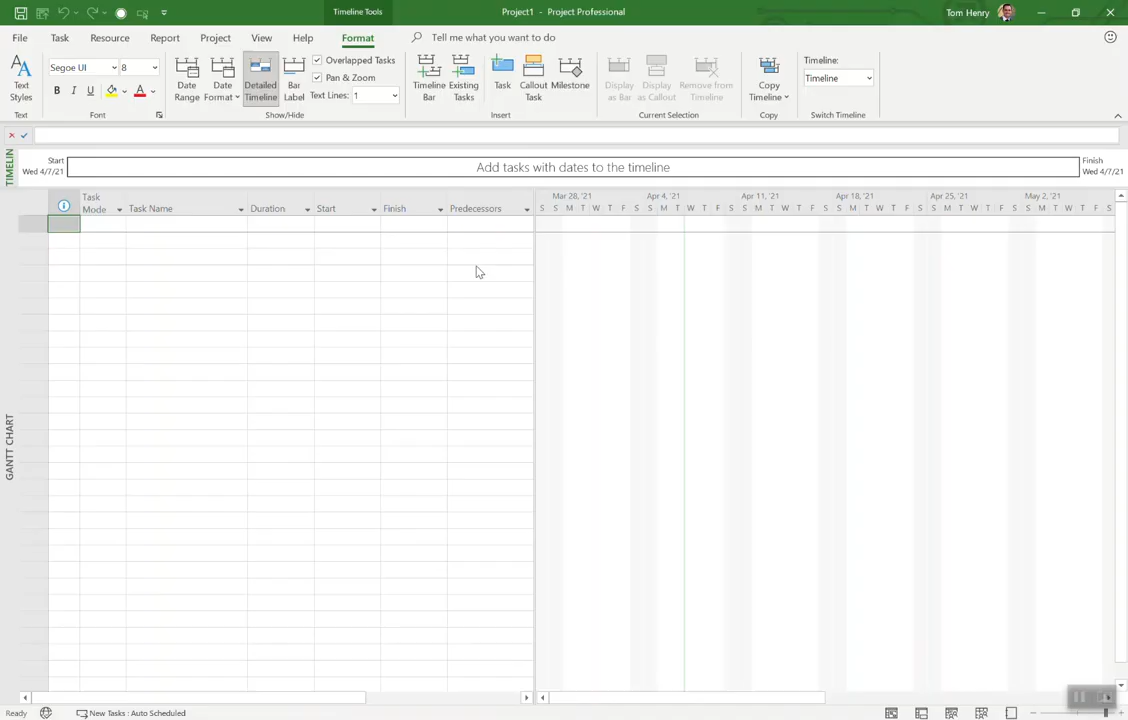 Timeline Tools
Project1 - Project Professional
Tom Henry
File Task Resource Report Project View Help Format Tell me what you want to do
Text Styles
Segoe UI 8
B I U A
Date Range
Date Format
Detailed Timeline
Bar Label
Overlapped Tasks
Pan & Zoom
Text Lines: 1
Timeline Bar
Existing Tasks
Task
Callout Task
Milestone
Display as Bar
Display as Callout
Remove from Timeline
Copy Timeline
Timeline:
Timeline
Text Font Show/Hide Insert Current Selection Copy Switch Timeline
TIMELIN
Start
Wed 4/7/21
Add tasks with dates to the timeline
Finish
Wed 4/7/21
Task Mode Task Name Duration Start Finish Predecessors
Mar 28, '21 Apr 4, '21 Apr 11, '21 Apr 18, '21 Apr 25, '21 May 2, '21
S S M T W T F S S M T W T F S S M T W T F S S M T W T F S S M T W T F S S M T W T F S
GANTT CHART
Ready New Tasks : Auto Scheduled